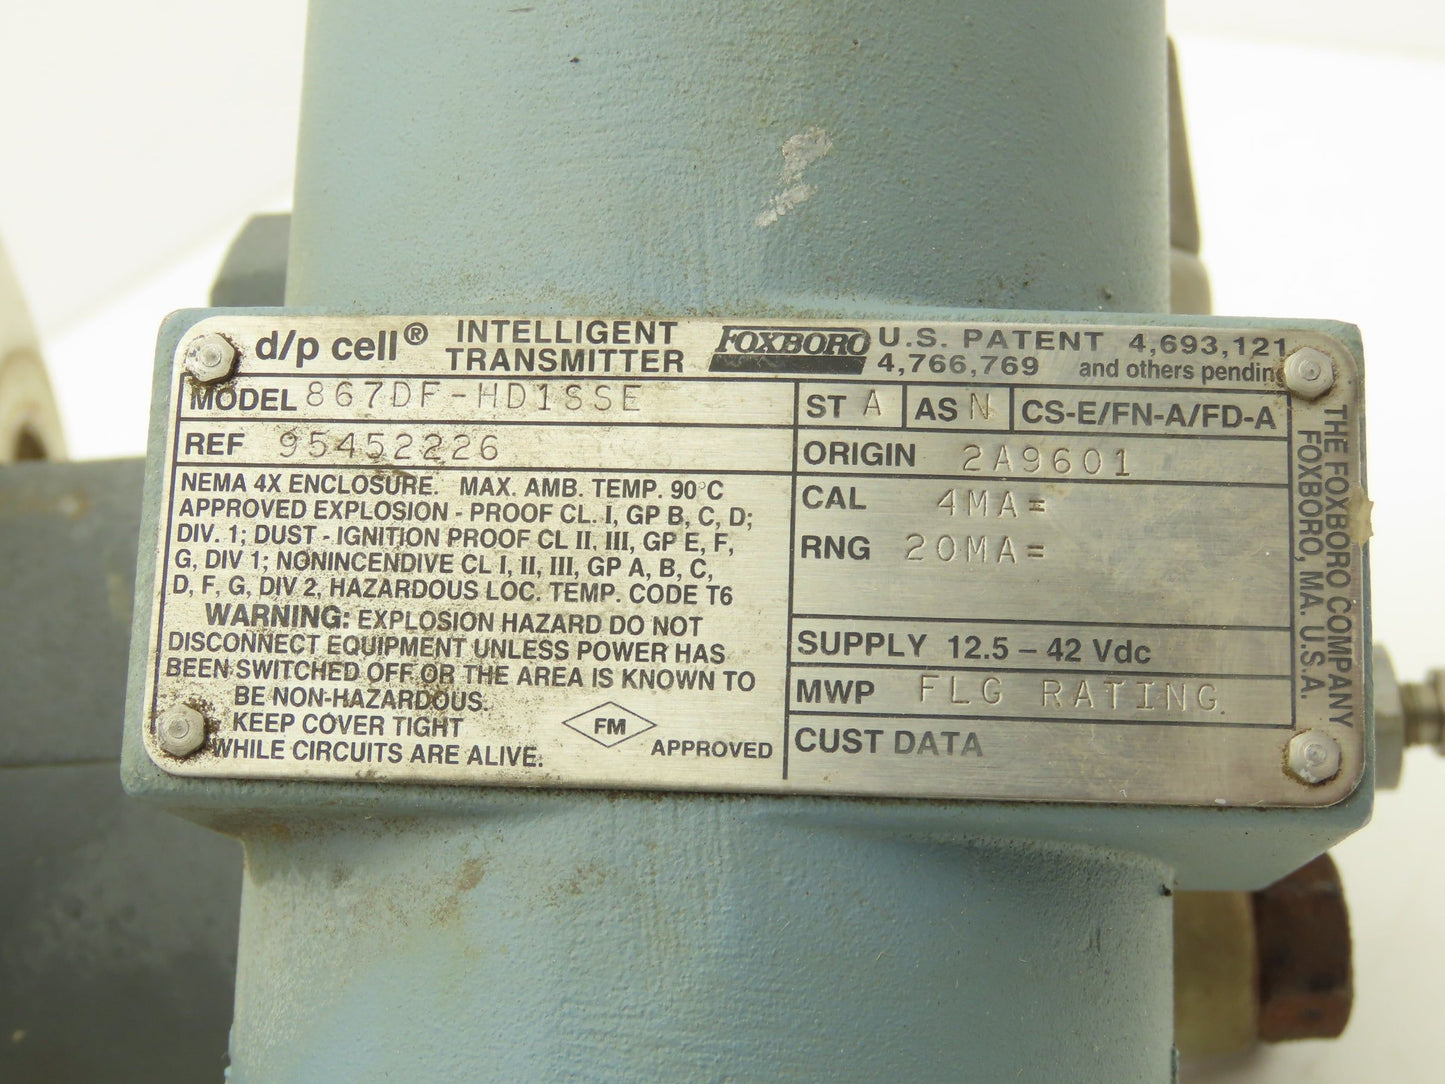 d/p cell® INTELLIGENT TRANSMITTER FOXBORO U.S. PATENT 4,693,121
4,766,769 and others pending
MODEL 867DF-HD1SSE
ST A AS N CS-E/FN-A/FD-A
REF 95452226
ORIGIN 2A9601
NEMA 4X ENCLOSURE. MAX. AMB. TEMP. 90°C
APPROVED EXPLOSION - PROOF CL. I, GP B, C, D;
DIV. 1; DUST - IGNITION PROOF CL II, III, GP E, F,
G, DIV 1; NONINCENDIVE CL I, II, III, GP A, B, C,
D, F, G, DIV 2, HAZARDOUS LOC. TEMP. CODE T6
WARNING: EXPLOSION HAZARD DO NOT
DISCONNECT EQUIPMENT UNLESS POWER HAS
BEEN SWITCHED OFF OR THE AREA IS KNOWN TO
BE NON-HAZARDOUS.
KEEP COVER TIGHT
WHILE CIRCUITS ARE ALIVE.
FM APPROVED
CAL 4MA=
RNG 20MA=
SUPPLY 12.5 – 42 Vdc
MWP FLG RATING
CUST DATA
THE FOXBORO COMPANY
FOXBORO, MA. U.S.A.